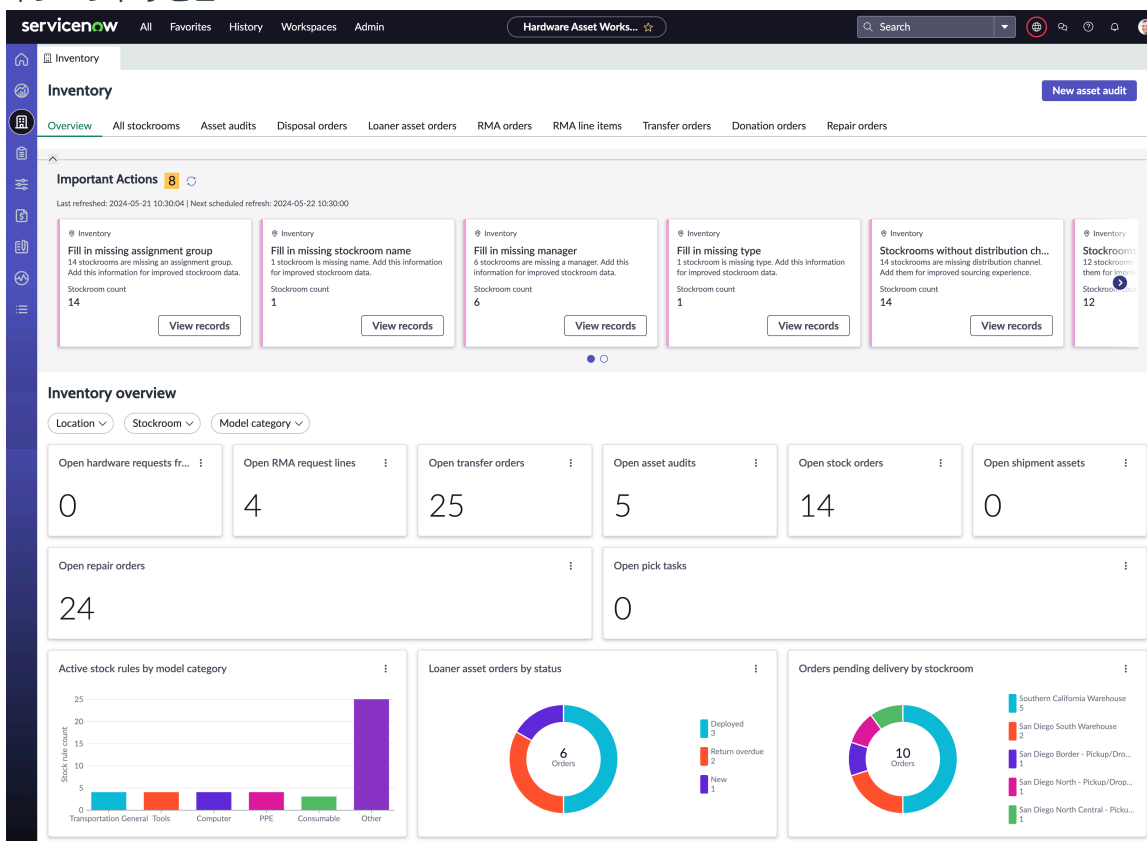 servicenow All Favorites History Workspaces Admin Hardware Asset Works... Search
Inventory
Inventory New asset audit
Overview All stockrooms Asset audits Disposal orders Loaner asset orders RMA orders RMA line items Transfer orders Donation orders Repair orders
Important Actions 8
Last refreshed: 2024-05-21 10:30:04 | Next scheduled refresh: 2024-05-22 10:30:00
Inventory
Fill in missing assignment group
14 stockrooms are missing an assignment group.
Add this information for improved stockroom data.
Stockroom count
14
View records
Inventory
Fill in missing stockroom name
1 stockroom is missing name. Add this information
for improved stockroom data.
Stockroom count
1
View records
Inventory
Fill in missing manager
6 stockrooms are missing a manager. Add this
information for improved stockroom data.
Stockroom count
6
View records
Inventory
Fill in missing type
1 stockroom is missing type. Add this information
for improved stockroom data.
Stockroom count
1
View records
Inventory
Stockrooms without distribution ch...
14 stockrooms are missing distribution channel.
Add them for improved sourcing experience.
Stockroom count
14
View records
Inventory
Stockrooms
12 stockrooms
them for
12
Inventory overview
Location Stockroom Model category
Open hardware requests fr...
0
Open RMA request lines
4
Open transfer orders
25
Open asset audits
5
Open stock orders
14
Open shipment assets
0
Open repair orders
24
Open pick tasks
0
Active stock rules by model category
Stock rule count
25
20
15
10
5
0
Transportation General Tools Computer PPE Consumable Other
Loaner asset orders by status
6
Orders
Deployed
3
Return overdue
2
New
1
Orders pending delivery by stockroom
10
Orders
Southern California Warehouse
5
San Diego South Warehouse
2
San Diego Border - Pickup/Dro...
1
San Diego North - Pickup/Drop...
1
San Diego North Central - Picku...
1